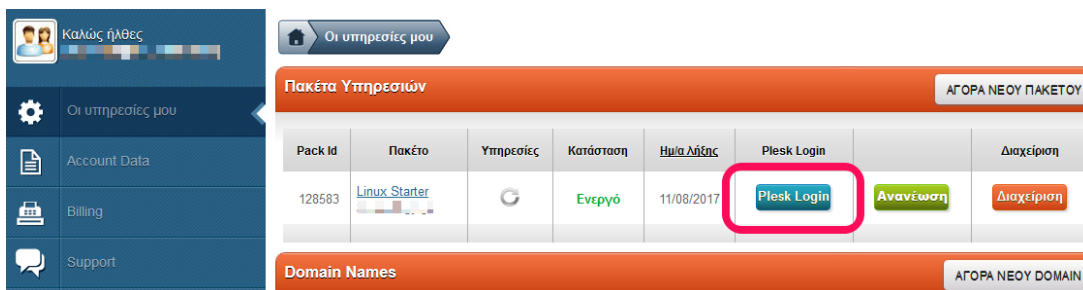 Καλώς ήλθες
Οι υπηρεσίες μου
Account Data
Billing
Support
Οι υπηρεσίες μου
Πακέτα Υπηρεσιών
ΑΓΟΡΑ ΝΕΟΥ ΠΑΚΕΤΟΥ
Pack Id Πακέτο Υπηρεσίες Κατάσταση Ημ/α Λήξης Plesk Login Διαχείριση
128583 Linux Starter Ενεργό 11/08/2017 Plesk Login Ανανέωση Διαχείριση
Domain Names
ΑΓΟΡΑ ΝΕΟΥ DOMAIN